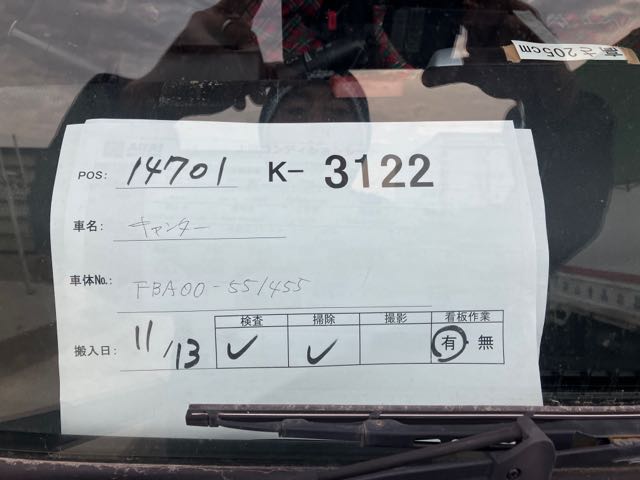 高さ205cm
POS: 14701 K- 3122
車名: キャンター
車体No.: FBA00-551455
検査 掃除 撮影 看板作業
搬入日: 11/13 ✓ ✓ 有 無